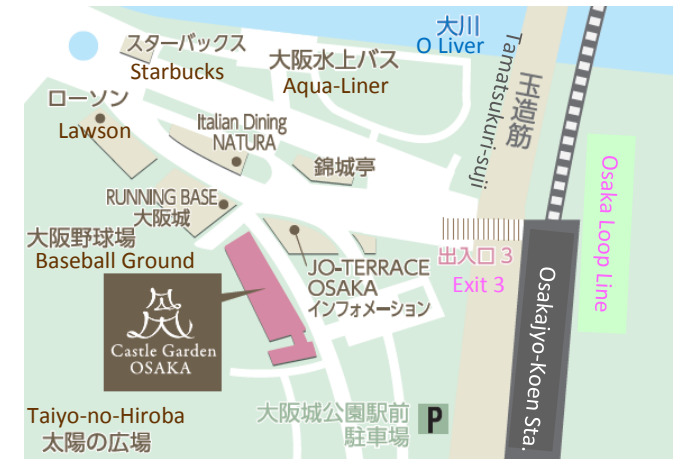 大川
O Liver
スターバックス
Starbucks
大阪水上バス
Aqua-Liner
Tamatsukuri-suji
玉造筋
ローソン
Lawson
Italian Dining
NATURA
錦城亭
Osaka Loop Line
RUNNING BASE
大阪城
大阪野球場
Baseball Ground
出入口 3
Exit 3
JO-TERRACE
OSAKA
インフォメーション
Osakajyo-Koen Sta.
Castle Garden
OSAKA
Taiyo-no-Hiroba
太陽の広場
大阪城公園駅前
駐車場
P